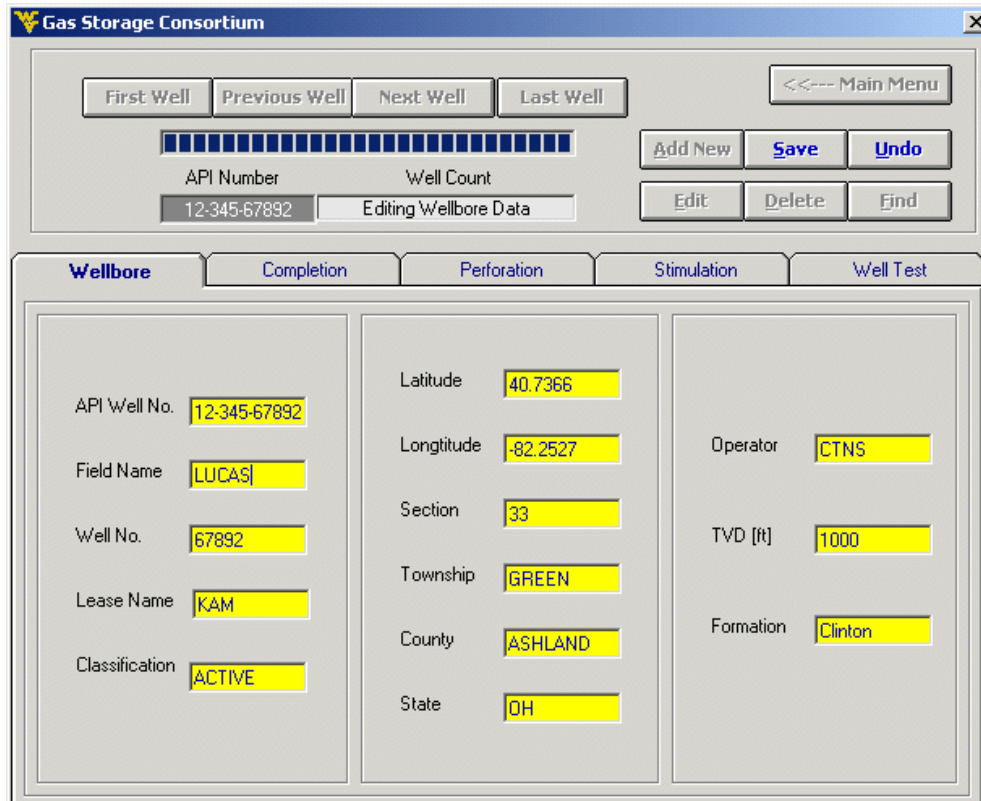 Gas Storage Consortium
First Well Previous Well Next Well Last Well
<<--- Main Menu
Add New Save Undo
API Number Well Count
12-345-67892 Editing Wellbore Data
Edit Delete Find
Wellbore Completion Perforation Stimulation Well Test
API Well No. 12-345-67892
Field Name LUCAS
Well No. 67892
Lease Name KAM
Classification ACTIVE
Latitude 40.7366
Longtitude -82.2527
Section 33
Township GREEN
County ASHLAND
State OH
Operator CTNS
TVD [ft] 1000
Formation Clinton